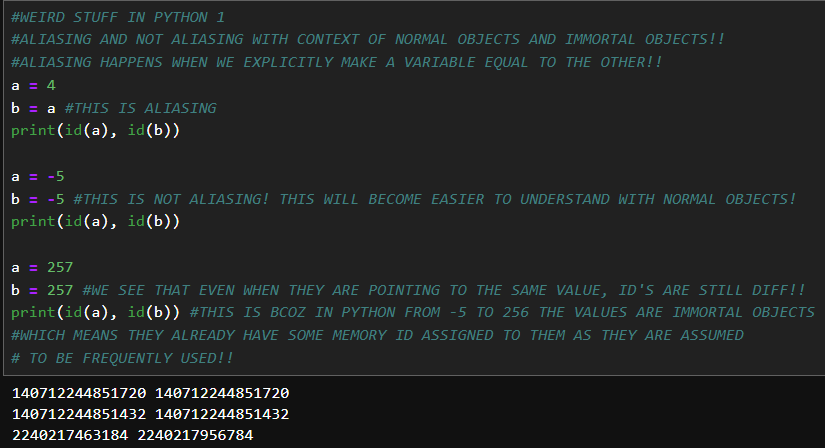 #WEIRD STUFF IN PYTHON 1
#ALIASING AND NOT ALIASING WITH CONTEXT OF NORMAL OBJECTS AND IMMORTAL OBJECTS!!
#ALIASING HAPPENS WHEN WE EXPLICITLY MAKE A VARIABLE EQUAL TO THE OTHER!!
a = 4
b = a #THIS IS ALIASING
print(id(a), id(b))
a = -5
b = -5 #THIS IS NOT ALIASING! THIS WILL BECOME EASIER TO UNDERSTAND WITH NORMAL OBJECTS!
print(id(a), id(b))
a = 257
b = 257 #WE SEE THAT EVEN WHEN THEY ARE POINTING TO THE SAME VALUE, ID'S ARE STILL DIFF!!
print(id(a), id(b)) #THIS IS BCOZ IN PYTHON FROM -5 TO 256 THE VALUES ARE IMMORTAL OBJECTS
#WHICH MEANS THEY ALREADY HAVE SOME MEMORY ID ASSIGNED TO THEM AS THEY ARE ASSUMED
# TO BE FREQUENTLY USED!!
140712244851720 140712244851720
140712244851432 140712244851432
2240217463184 2240217956784